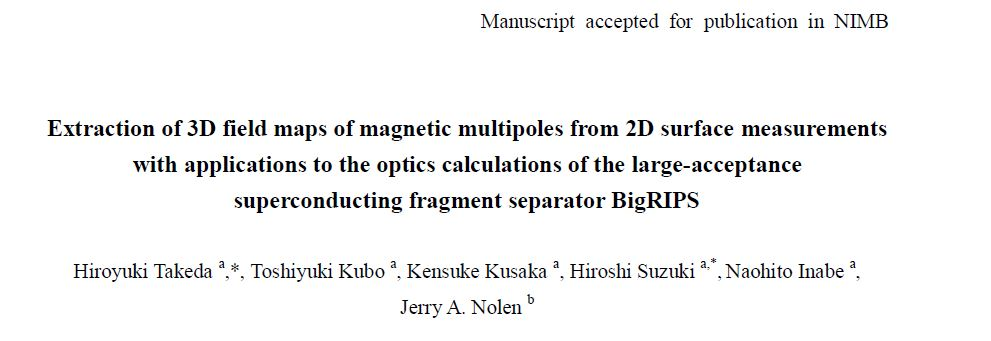 Manuscript accepted for publication in NIMB
Extraction of 3D field maps of magnetic multipoles from 2D surface measurements
with applications to the optics calculations of the large-acceptance
superconducting fragment separator BigRIPS
Hiroyuki Takeda a,*, Toshiyuki Kubo a, Kensuke Kusaka a, Hiroshi Suzuki a,*, Naohito Inabe a,
Jerry A. Nolen b